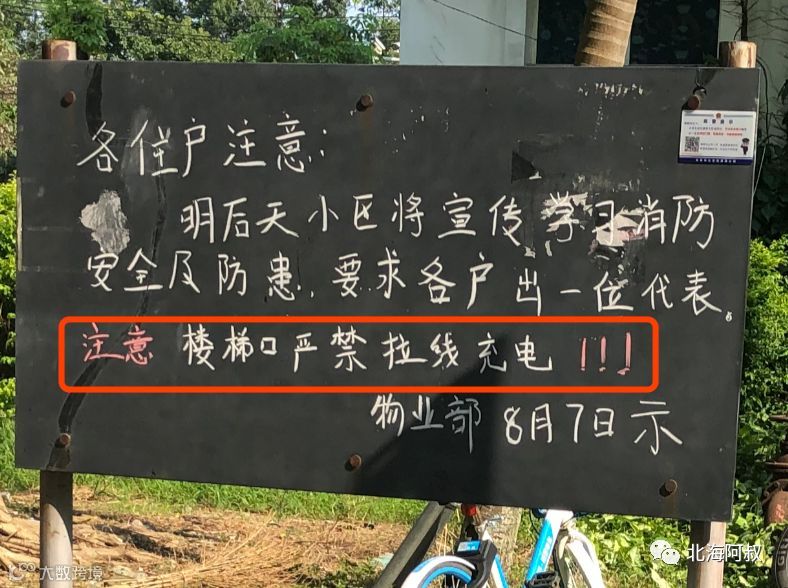 各住户注意：
明后天小区将宣传学习消防
安全及防患，要求各户出一位代表。
注意 楼梯口严禁拉线充电!!!
物业部 8月7日示
北海阿叔
大数跨境